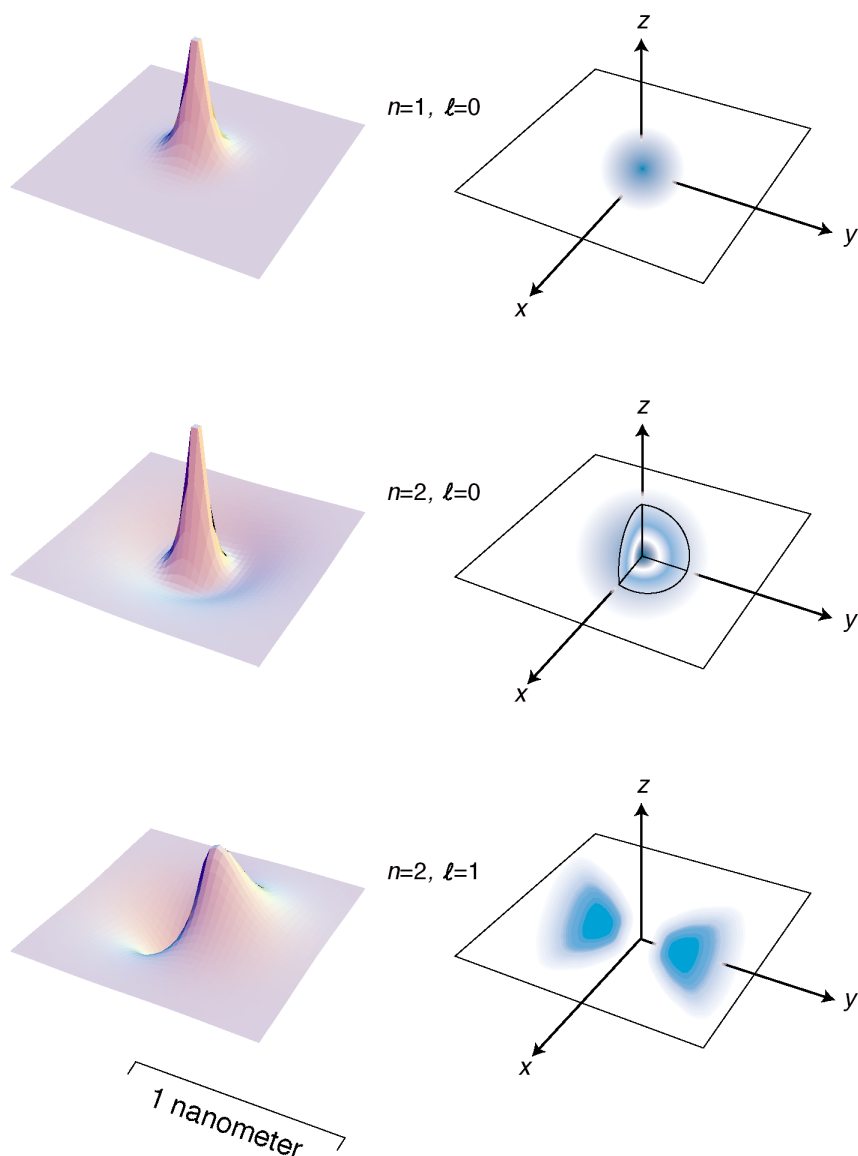 z
n=1, ℓ=0
y
x
z
n=2, ℓ=0
y
x
z
n=2, ℓ=1
y
x
1 nanometer